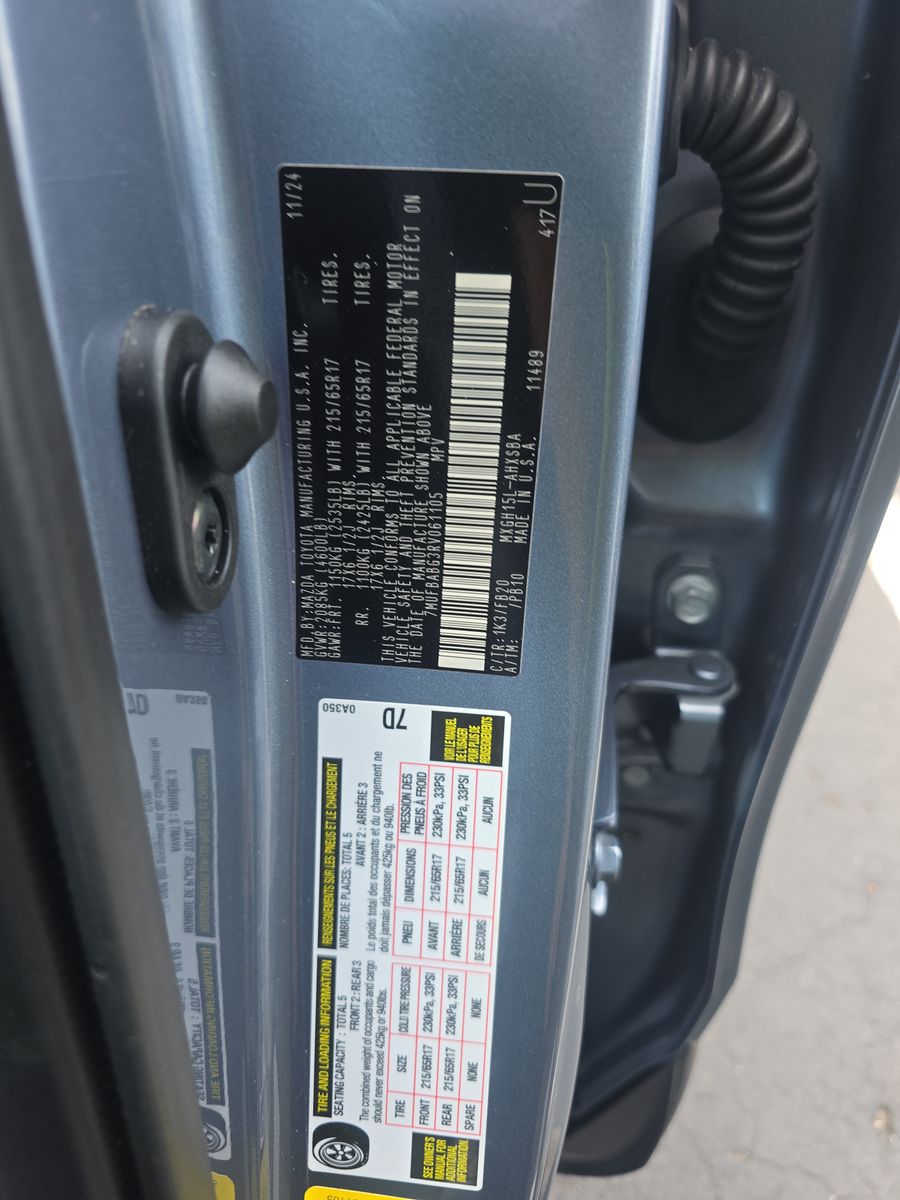 MFD.BY:MAZDA TOYOTA MANUFACTURING U.S.A. INC. 11/24
GVWR:2085KG (4600LB)
GAWR:FRT. 1150KG (2535LB) WITH 215/65R17 TIRES.
17X6 1/2J RIMS.
RR. 1100KG (2425LB) WITH 215/65R17 TIRES.
17X6 1/2J RIMS.
THIS VEHICLE CONFORMS TO ALL APPLICABLE FEDERAL MOTOR
VEHICLE SAFETY AND THEFT PREVENTION STANDARDS IN EFFECT ON
THE DATE OF MANUFACTURE SHOWN ABOVE
7MUFBABG3RV061105 MPV
C/TR:1K3/FB20 MXGH15L-AHXSBA 11489 417 U
A/TM: /PB10 MADE IN U.S.A.
TIRE AND LOADING INFORMATION
SEATING CAPACITY : TOTAL 5
FRONT 2 : REAR 3
The combined weight of occupants and cargo
should never exceed 425kg or 940lbs.
TIRE SIZE COLD TIRE PRESSURE
FRONT 215/65R17 230kPa, 33PSI
REAR 215/65R17 230kPa, 33PSI
SPARE NONE NONE
SEE OWNER'S
MANUAL FOR
ADDITIONAL
INFORMATION.
RENSEIGNEMENTS SUR LES PNEUS ET LE CHARGEMENT
0A350
NOMBRE DE PLACES: TOTAL 5
AVANT 2 : ARRIÈRE 3
7D
Le poids total des occupants et du chargement ne
doit jamais dépasser 425kg ou 940lb.
PNEU DIMENSIONS PRESSION DES
PNEUS À FROID
AVANT 215/65R17 230kPa, 33PSI
ARRIÈRE 215/65R17 230kPa, 33PSI
DE SECOURS AUCUN AUCUN
VOIR LE MANUEL
DE L'USAGER
POUR PLUS DE
RENSEIGNEMENTS